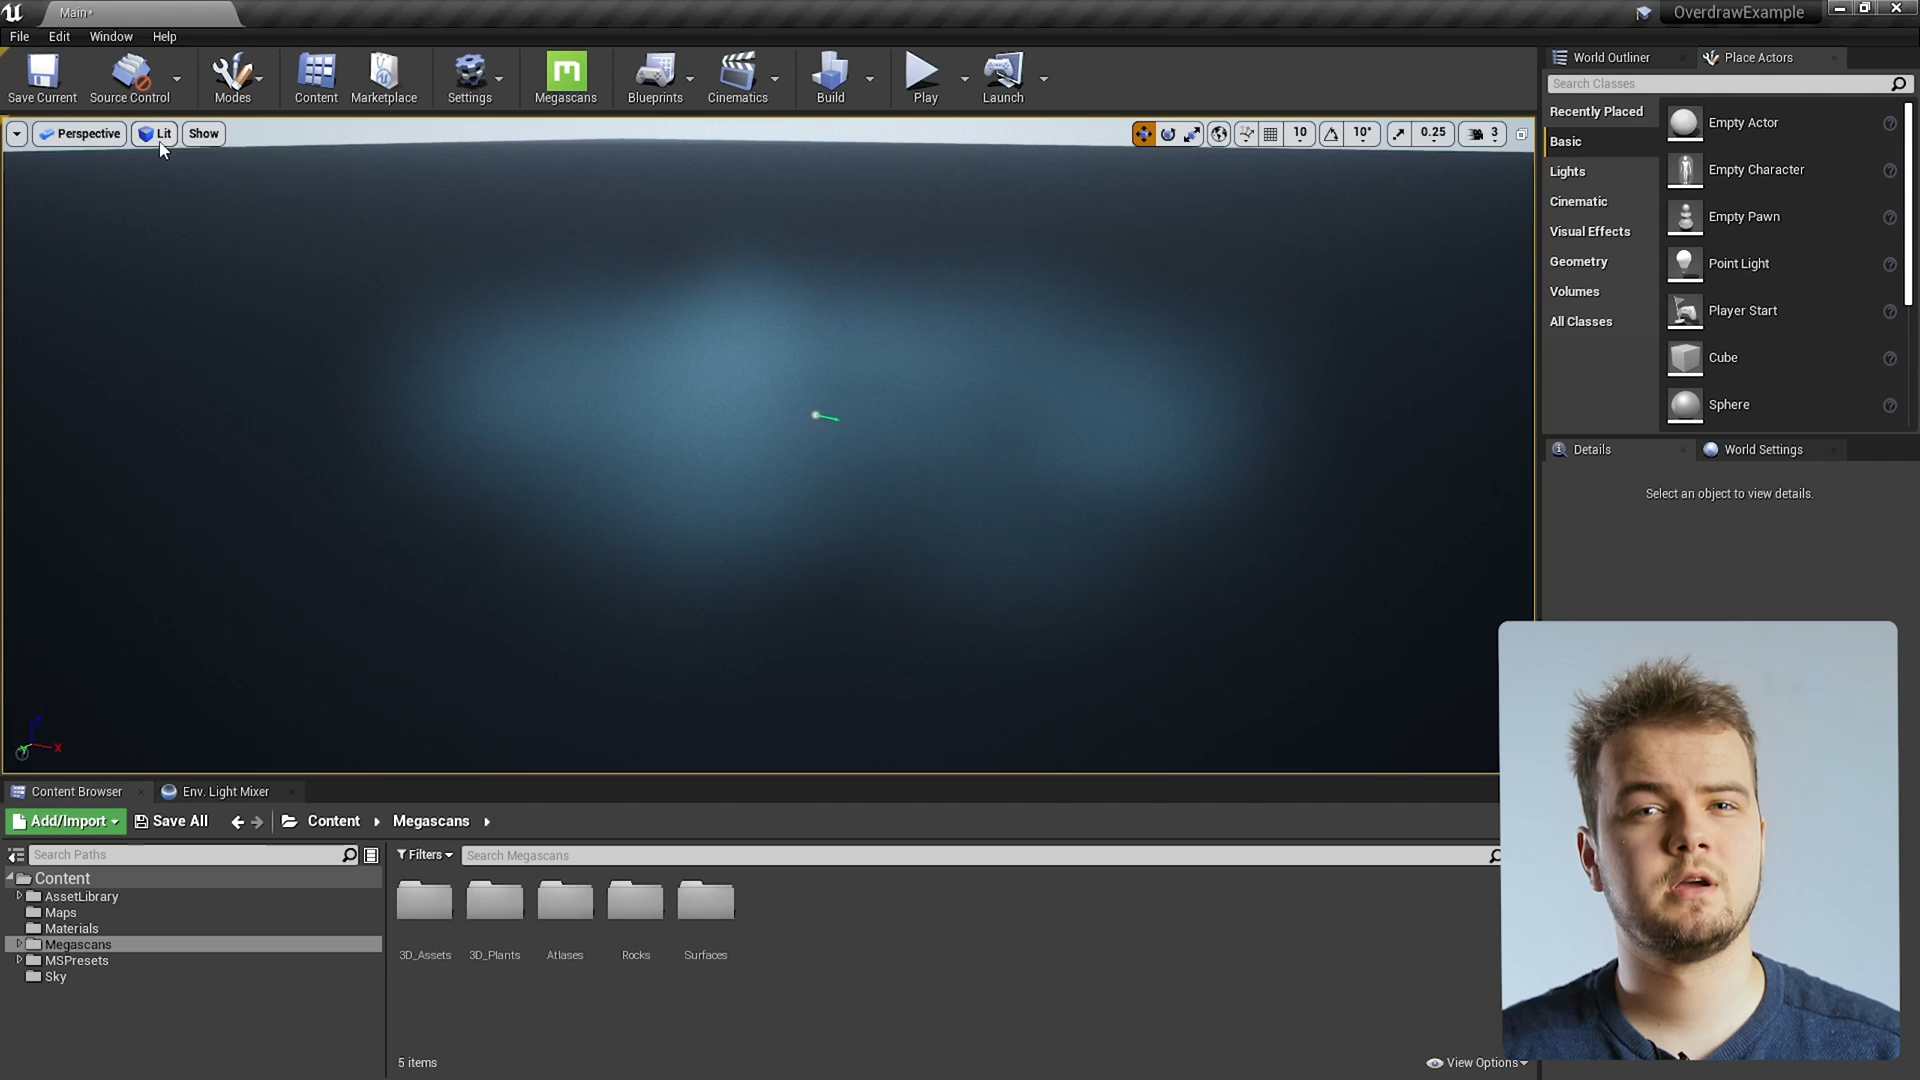 Main*
OverdrawExample
File Edit Window Help
Save Current
Source Control
Modes
Content
Marketplace
Settings
Megascans
Blueprints
Cinematics
Build
Play
Launch
Perspective
Lit
Show
10
10°
0.25
3
World Outliner
Place Actors
Search Classes
Recently Placed
Basic
Lights
Cinematic
Visual Effects
Geometry
Volumes
All Classes
Empty Actor
Empty Character
Empty Pawn
Point Light
Player Start
Cube
Sphere
Details
World Settings
Select an object to view details.
X
Content Browser
Env. Light Mixer
Add/Import
Save All
Content
Megascans
Search Paths
Filters
Search Megascans
Content
AssetLibrary
Maps
Materials
Megascans
MSPresets
Sky
3D_Assets
3D_Plants
Atlases
Rocks
Surfaces
5 items
View Options